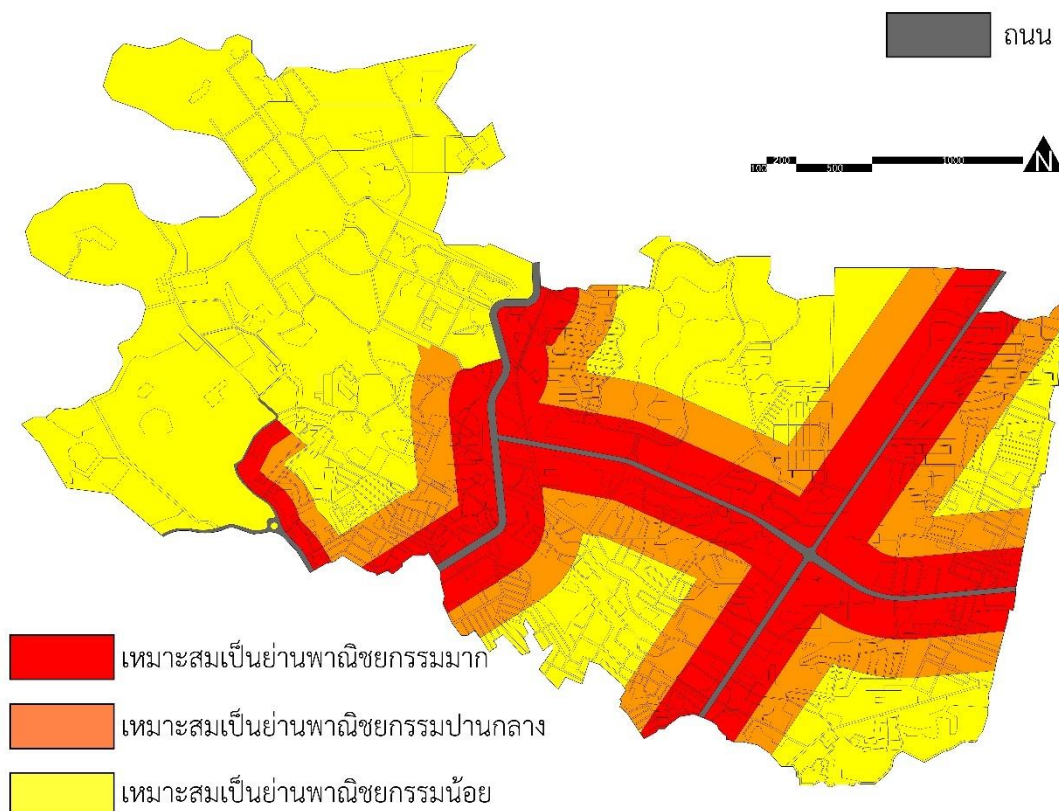 ถนน
200 1000
100 500
N
เหมาะสมเป็นย่านพาณิชยกรรมมาก
เหมาะสมเป็นย่านพาณิชยกรรมปานกลาง
เหมาะสมเป็นย่านพาณิชยกรรมน้อย